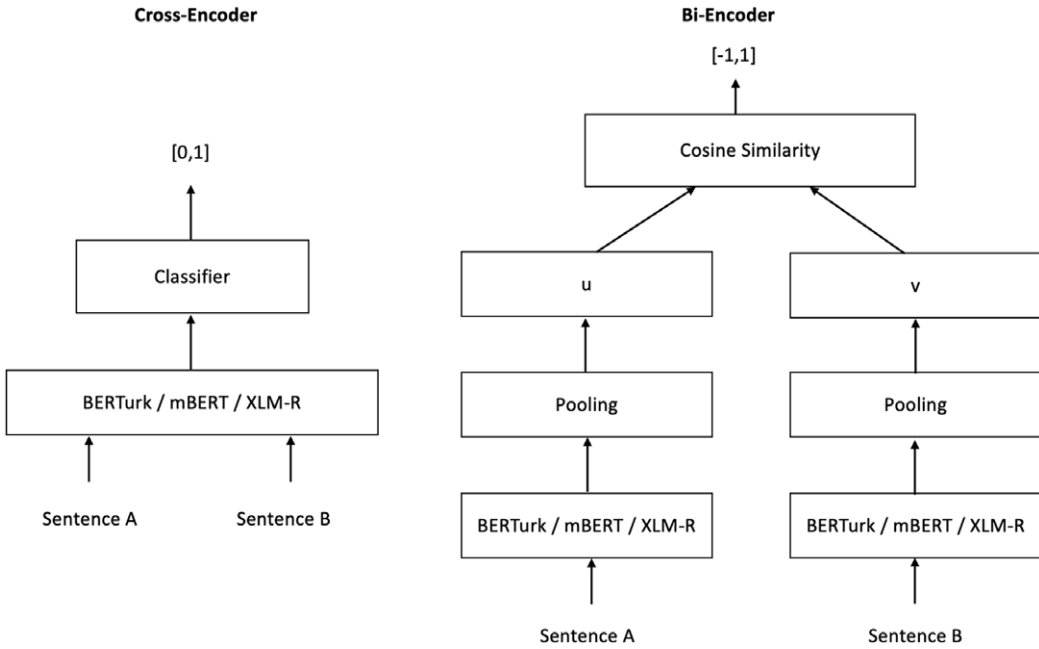 Cross-Encoder
[0,1]
Classifier
BERTurk / mBERT / XLM-R
Sentence A
Sentence B
Bi-Encoder
[-1,1]
Cosine Similarity
u
v
Pooling
Pooling
BERTurk / mBERT / XLM-R
BERTurk / mBERT / XLM-R
Sentence A
Sentence B